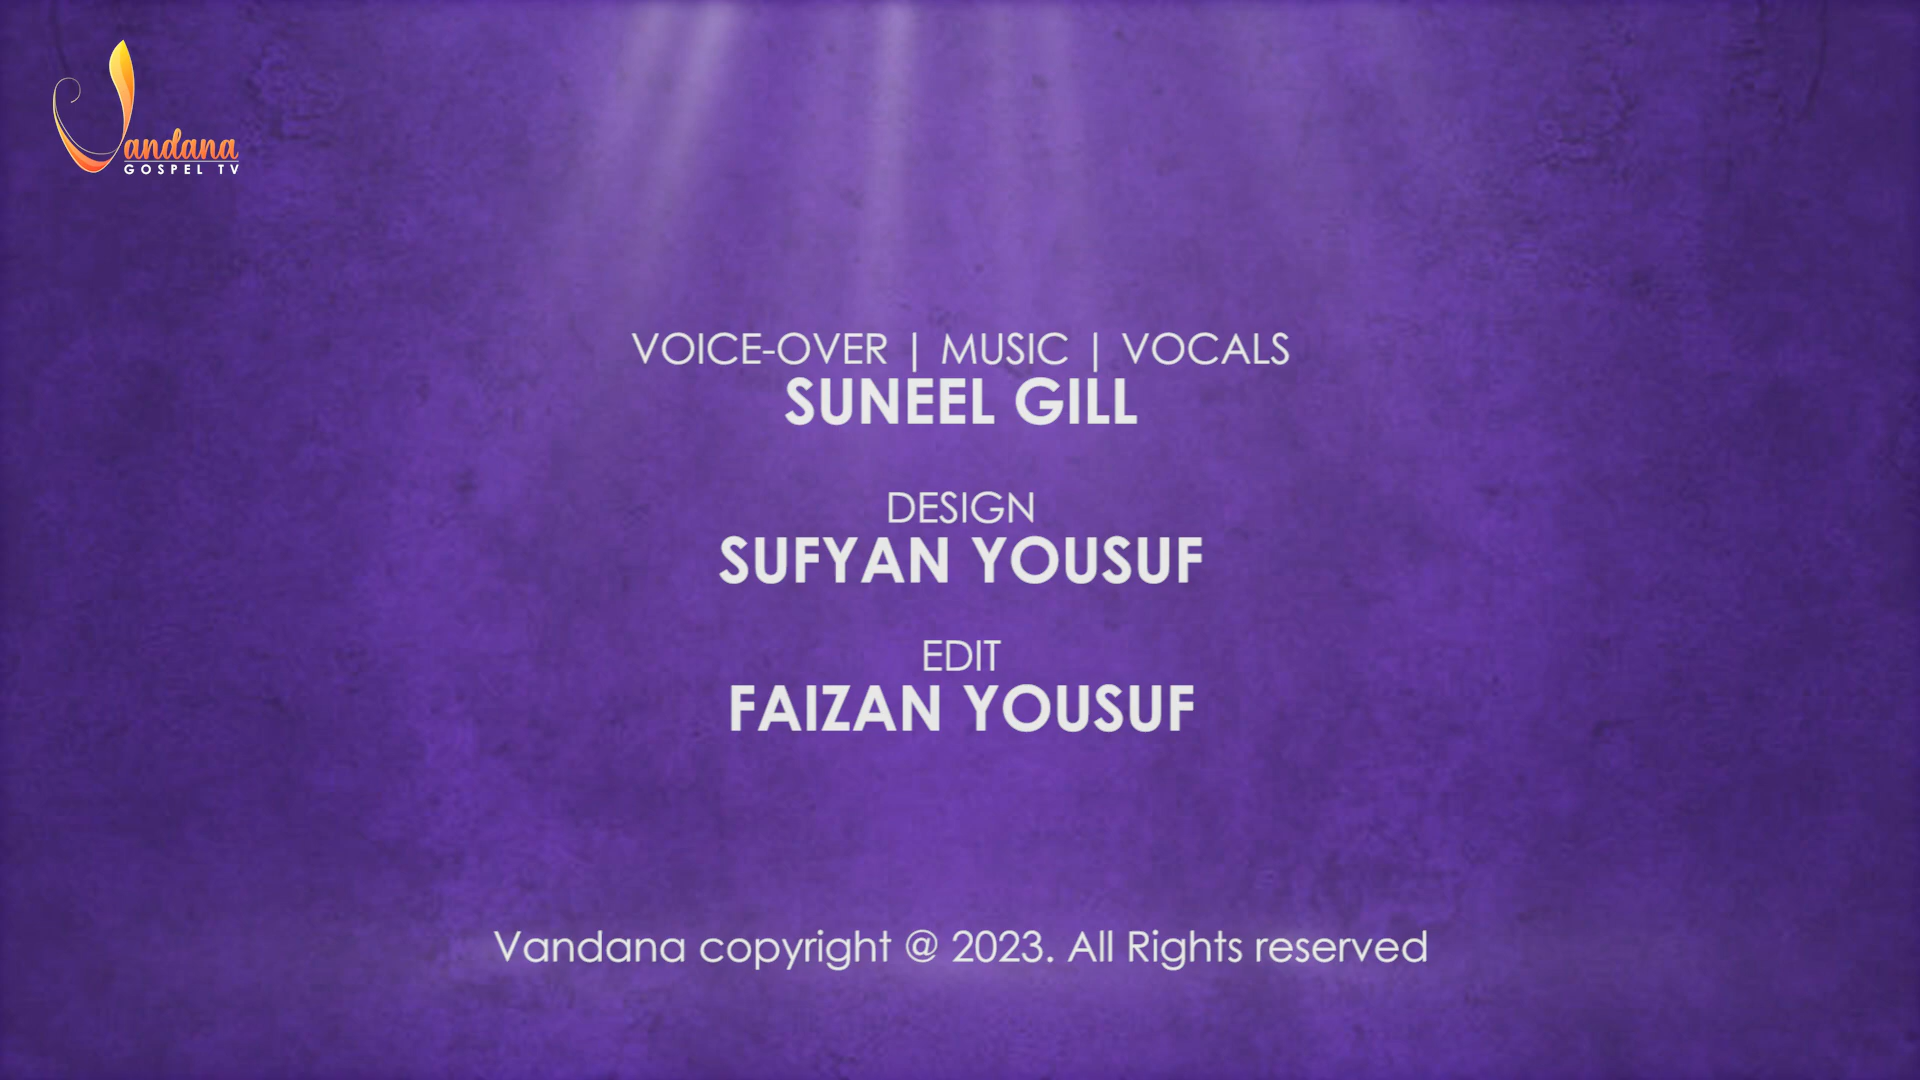 Vandana
GOSPEL TV
VOICE-OVER | MUSIC | VOCALS
SUNEEL GILL
DESIGN
SUFYAN YOUSUF
EDIT
FAIZAN YOUSUF
Vandana copyright @ 2023. All Rights reserved